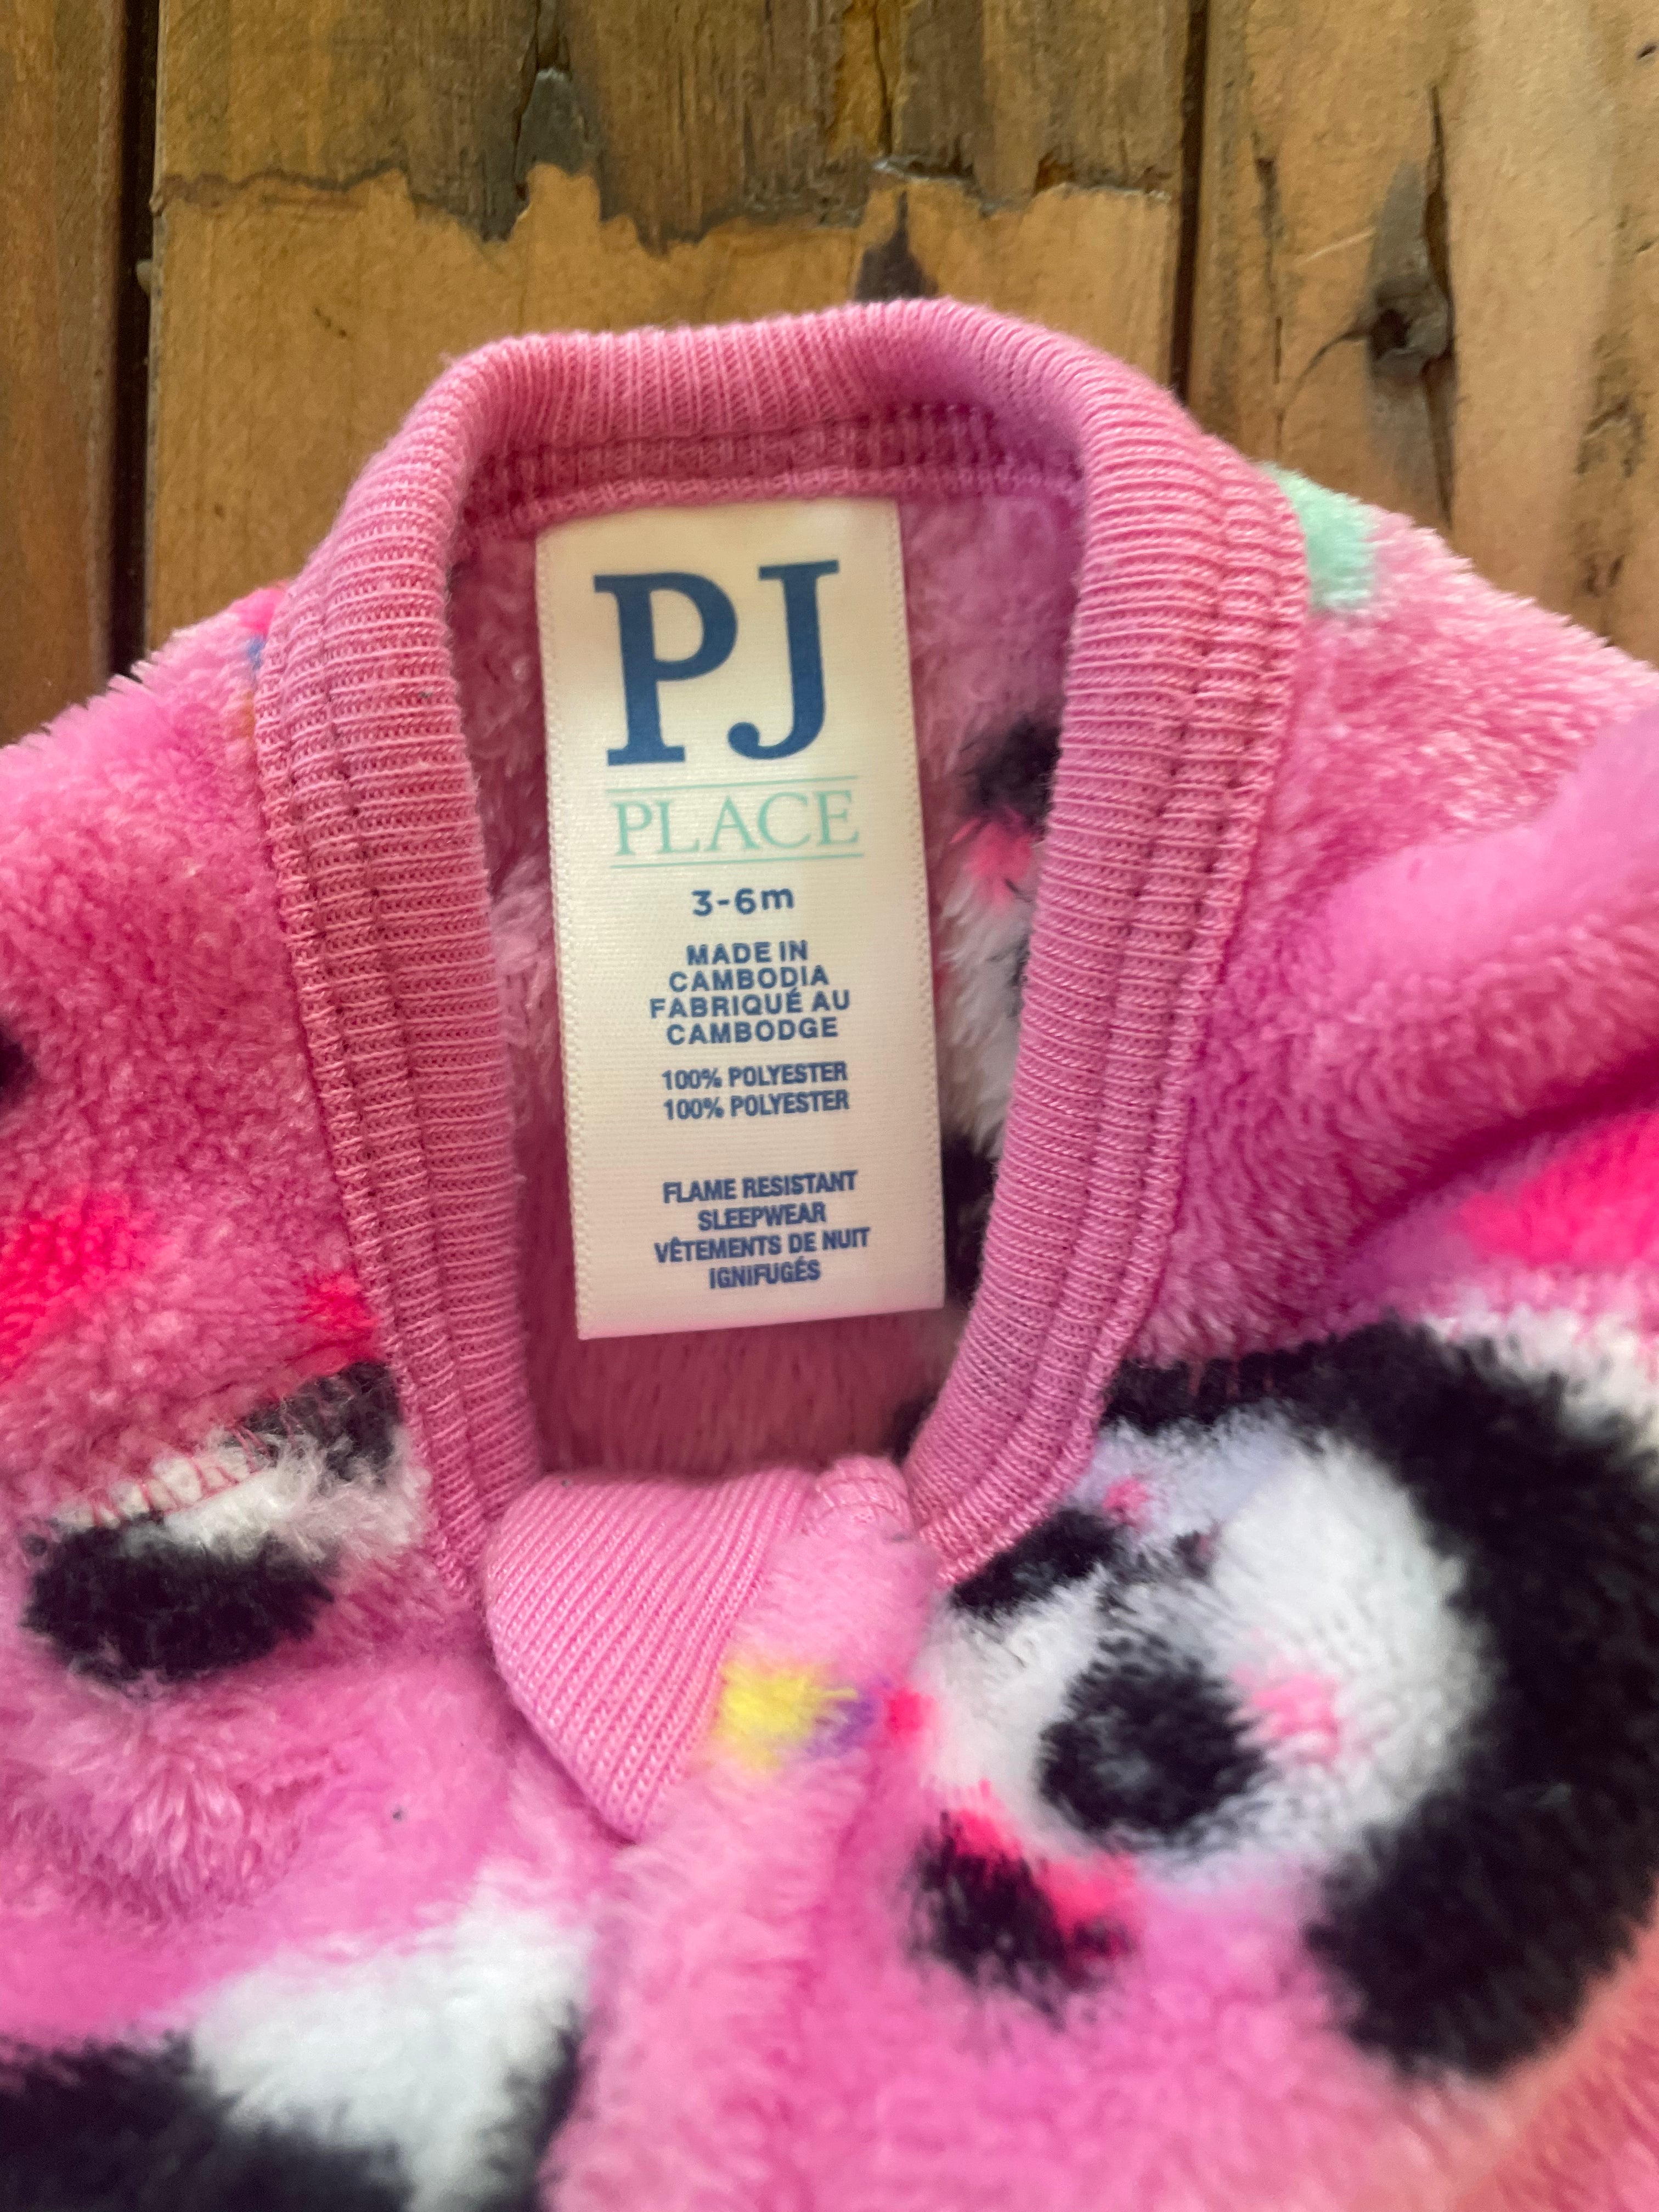 PJ
PLACE
3-6m
MADE IN
CAMBODIA
FABRIQUÉ AU
CAMBODGE
100% POLYESTER
100% POLYESTER
FLAME RESISTANT
SLEEPWEAR
VÊTEMENTS DE NUIT
IGNIFUGÉS